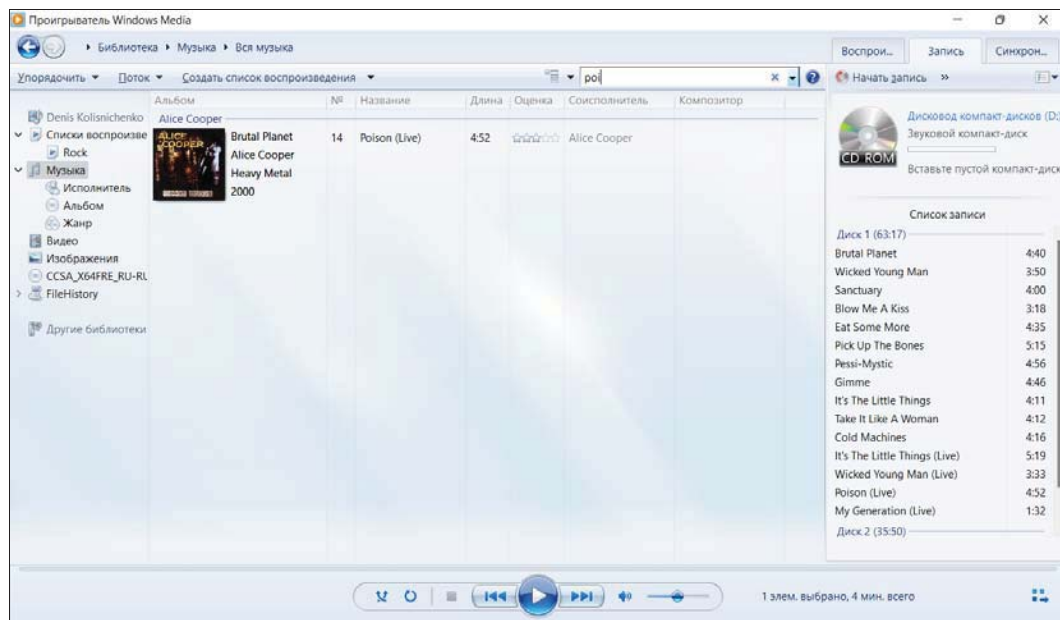 Проигрыватель Windows Media
Библиотека Музыка Вся музыка
Воспрои... Запись Синхрон...
Упорядочить Поток Создать список воспроизведения poi Начать запись »
Альбом № Название Длина Оценка Соисполнитель Композитор
Alice Cooper
Brutal Planet 14 Poison (Live) 4:52 Alice Cooper
Alice Cooper
Heavy Metal
2000
ALICE COOPER
Denis Kolisnichenko
Списки воспроизве
Rock
Музыка
Исполнитель
Альбом
Жанр
Видео
Изображения
CCSA_X64FRE_RU-RU
FileHistory
Другие библиотеки
CD ROM
Дисковод компакт-дисков (D:
Звуковой компакт-диск
Вставьте пустой компакт-диск
Список записи
Диск 1 (63:17)
Brutal Planet 4:40
Wicked Young Man 3:50
Sanctuary 4:00
Blow Me A Kiss 3:18
Eat Some More 4:35
Pick Up The Bones 5:15
Pessi-Mystic 4:56
Gimme 4:46
It's The Little Things 4:11
Take It Like A Woman 4:12
Cold Machines 4:16
It's The Little Things (Live) 5:19
Wicked Young Man (Live) 3:33
Poison (Live) 4:52
My Generation (Live) 1:32
Диск 2 (35:50)
1 элем. выбрано, 4 мин. всего